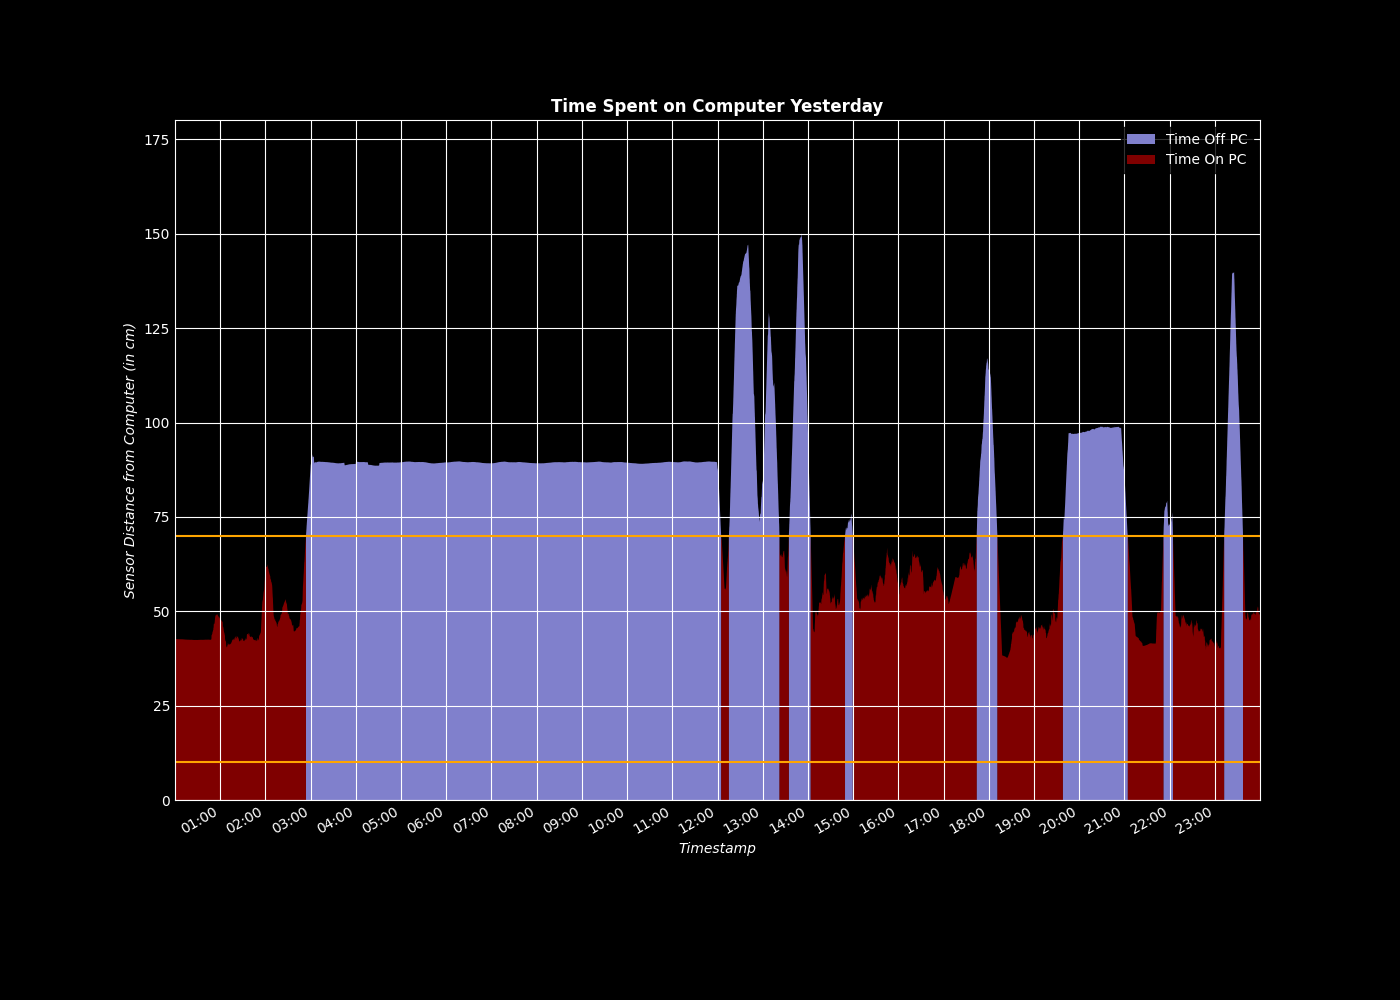 Time Spent on Computer Yesterday
Time Off PC
Time On PC
175
150
125
100
75
50
25
0
Sensor Distance from Computer (in cm)
01:00 02:00 03:00 04:00 05:00 06:00 07:00 08:00 09:00 10:00 11:00 12:00 13:00 14:00 15:00 16:00 17:00 18:00 19:00 20:00 21:00 22:00 23:00
Timestamp